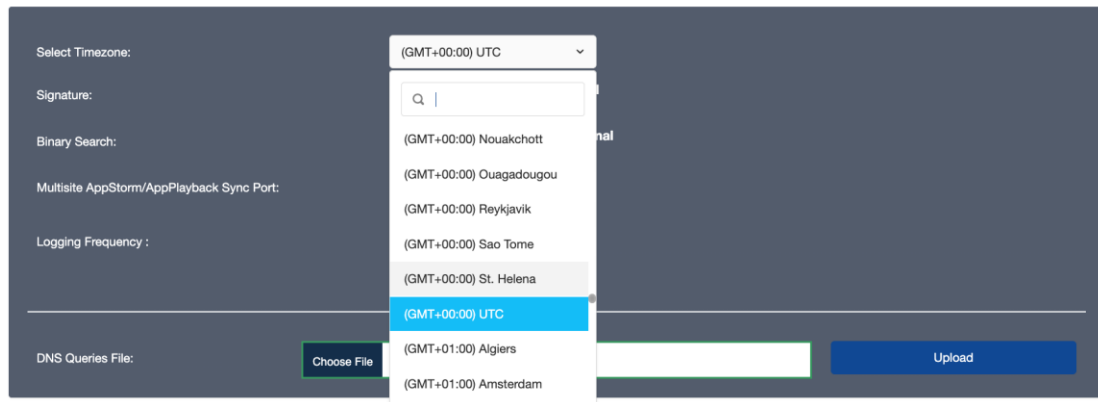 Select Timezone:
(GMT+00:00) UTC
Signature:
Binary Search:
(GMT+00:00) Nouakchott
(GMT+00:00) Ouagadougou
Multisite AppStorm/AppPlayback Sync Port:
(GMT+00:00) Reykjavik
Logging Frequency :
(GMT+00:00) Sao Tome
(GMT+00:00) St. Helena
(GMT+00:00) UTC
(GMT+01:00) Algiers
DNS Queries File:
Choose File
Upload
(GMT+01:00) Amsterdam